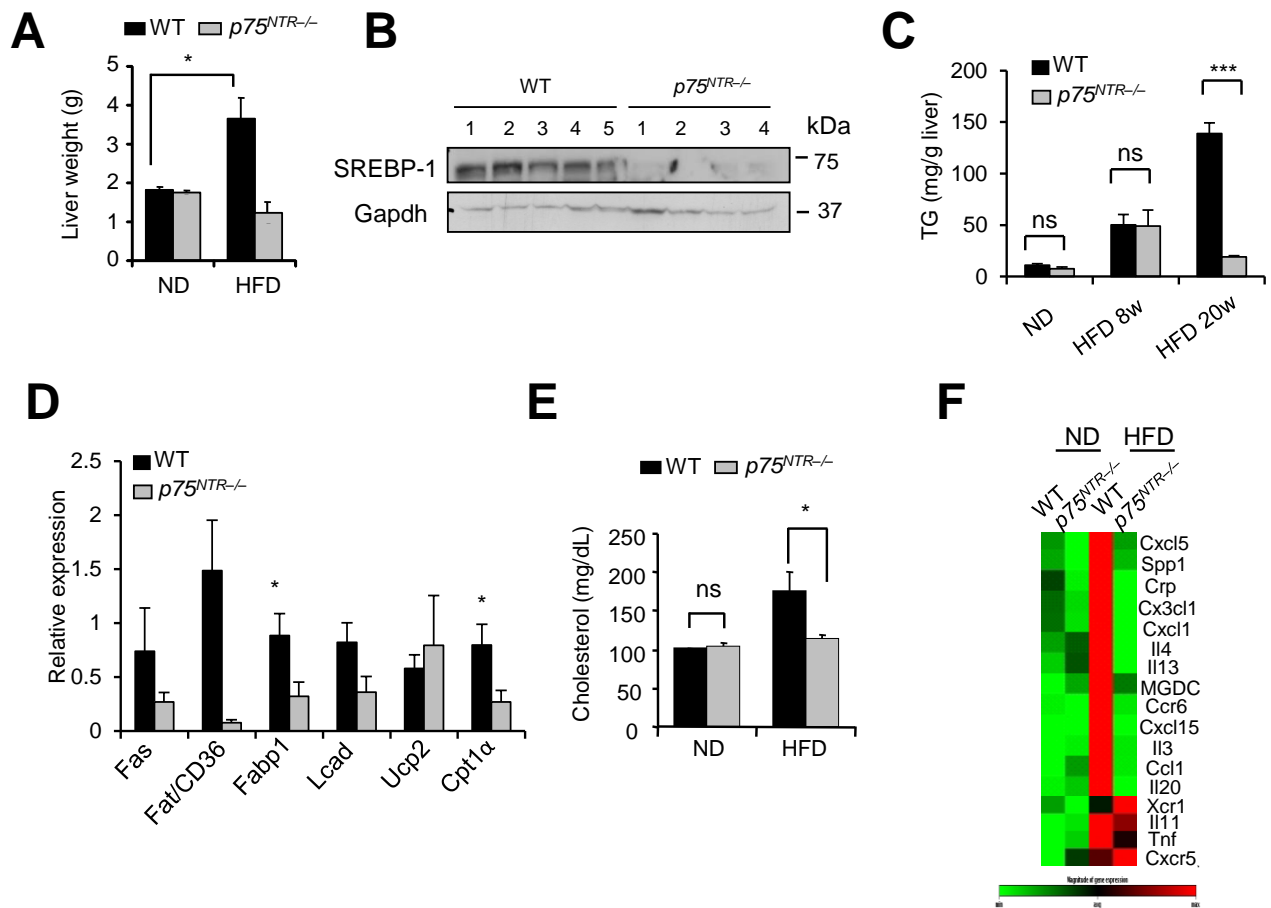 A
WT p75NTR–/–
*
Liver weight (g)
5
4
3
2
1
0
ND HFD
B
WT p75NTR–/–
1 2 3 4 5 1 2 3 4 kDa
SREBP-1 75
Gapdh 37
C
WT
p75NTR–/–
***
ns
ns
TG (mg/g liver)
200
150
100
50
0
ND HFD 8w HFD 20w
D
WT
p75NTR–/–
* *
Relative expression
2.5
2
1.5
1
0.5
0
Fas Fat/CD36 Fabp1 Lcad Ucp2 Cpt1α
E
WT p75NTR–/–
*
ns
Cholesterol (mg/dL)
250
200
150
100
50
0
ND HFD
F
ND HFD
WT p75NTR–/– WT p75NTR–/–
Cxcl5
Spp1
Crp
Cx3cl1
Cxcl1
Il4
Il13
MGDC
Ccr6
Cxcl15
Il3
Ccl1
Il20
Xcr1
Il11
Tnf
Cxcr5.
Magnitude of gene expression